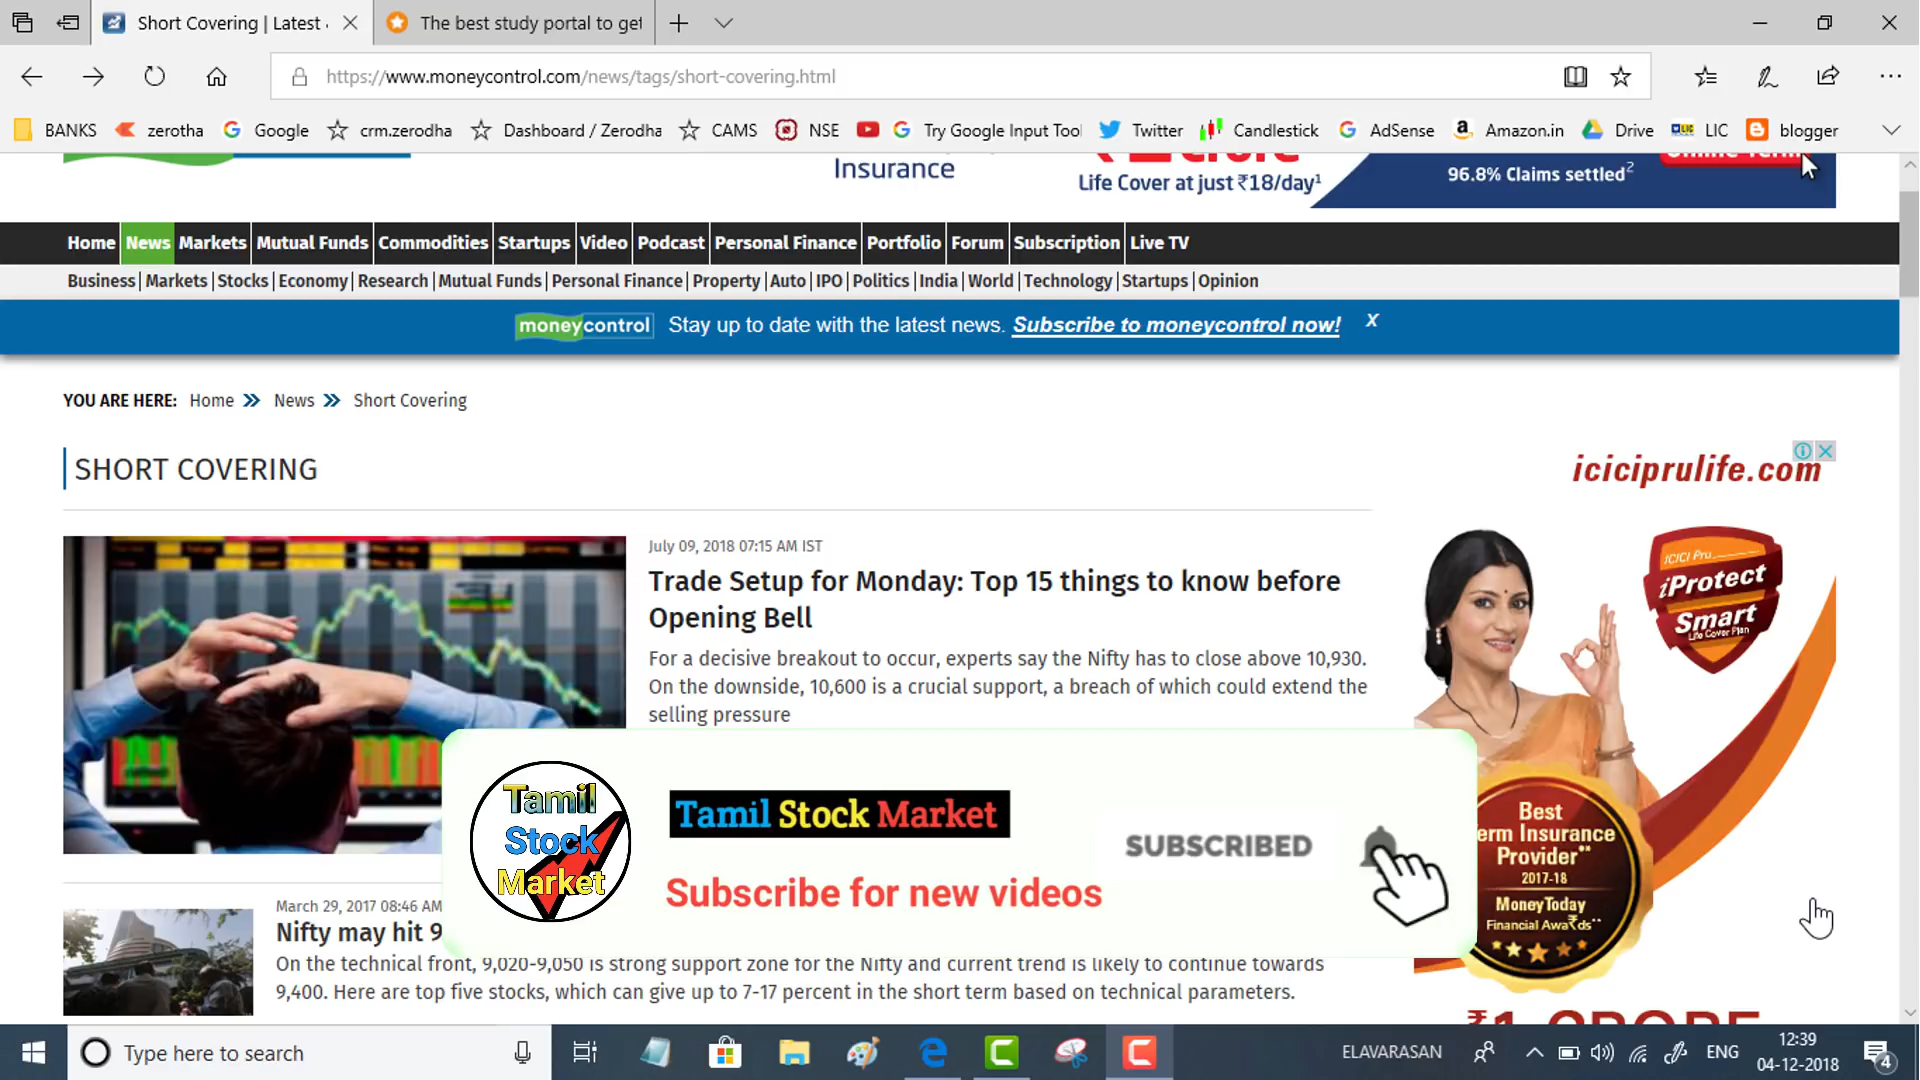 Short Covering | Latest
The best study portal to get
https://www.moneycontrol.com/news/tags/short-covering.html
BANKS zerotha Google crm.zerodha Dashboard / Zerodha CAMS NSE Try Google Input Tool Twitter Candlestick AdSense Amazon.in Drive LIC blogger
Insurance
Life Cover at just ₹18/day¹
96.8% Claims settled²
Home News Markets Mutual Funds Commodities Startups Video Podcast Personal Finance Portfolio Forum Subscription Live TV
Business Markets Stocks Economy Research Mutual Funds Personal Finance Property Auto IPO Politics India World Technology Startups Opinion
moneycontrol Stay up to date with the latest news. Subscribe to moneycontrol now! X
YOU ARE HERE: Home News Short Covering
SHORT COVERING
iciciprulife.com
July 09, 2018 07:15 AM IST
Trade Setup for Monday: Top 15 things to know before
Opening Bell
For a decisive breakout to occur, experts say the Nifty has to close above 10,930.
On the downside, 10,600 is a crucial support, a breach of which could extend the
selling pressure
ICICI Pru
iProtect
Smart
Life Cover Plan
Tamil
Stock
Market
Tamil Stock Market
Subscribe for new videos
SUBSCRIBED
Best
Term Insurance
Provider**
2017-18
MoneyToday
Financial Awa₹ds**
March 29, 2017 08:46 AM
Nifty may hit 9
On the technical front, 9,020-9,050 is strong support zone for the Nifty and current trend is likely to continue towards
9,400. Here are top five stocks, which can give up to 7-17 percent in the short term based on technical parameters.
₹1 CRORE
Type here to search
ELAVARASAN
ENG
12:39
04-12-2018
4